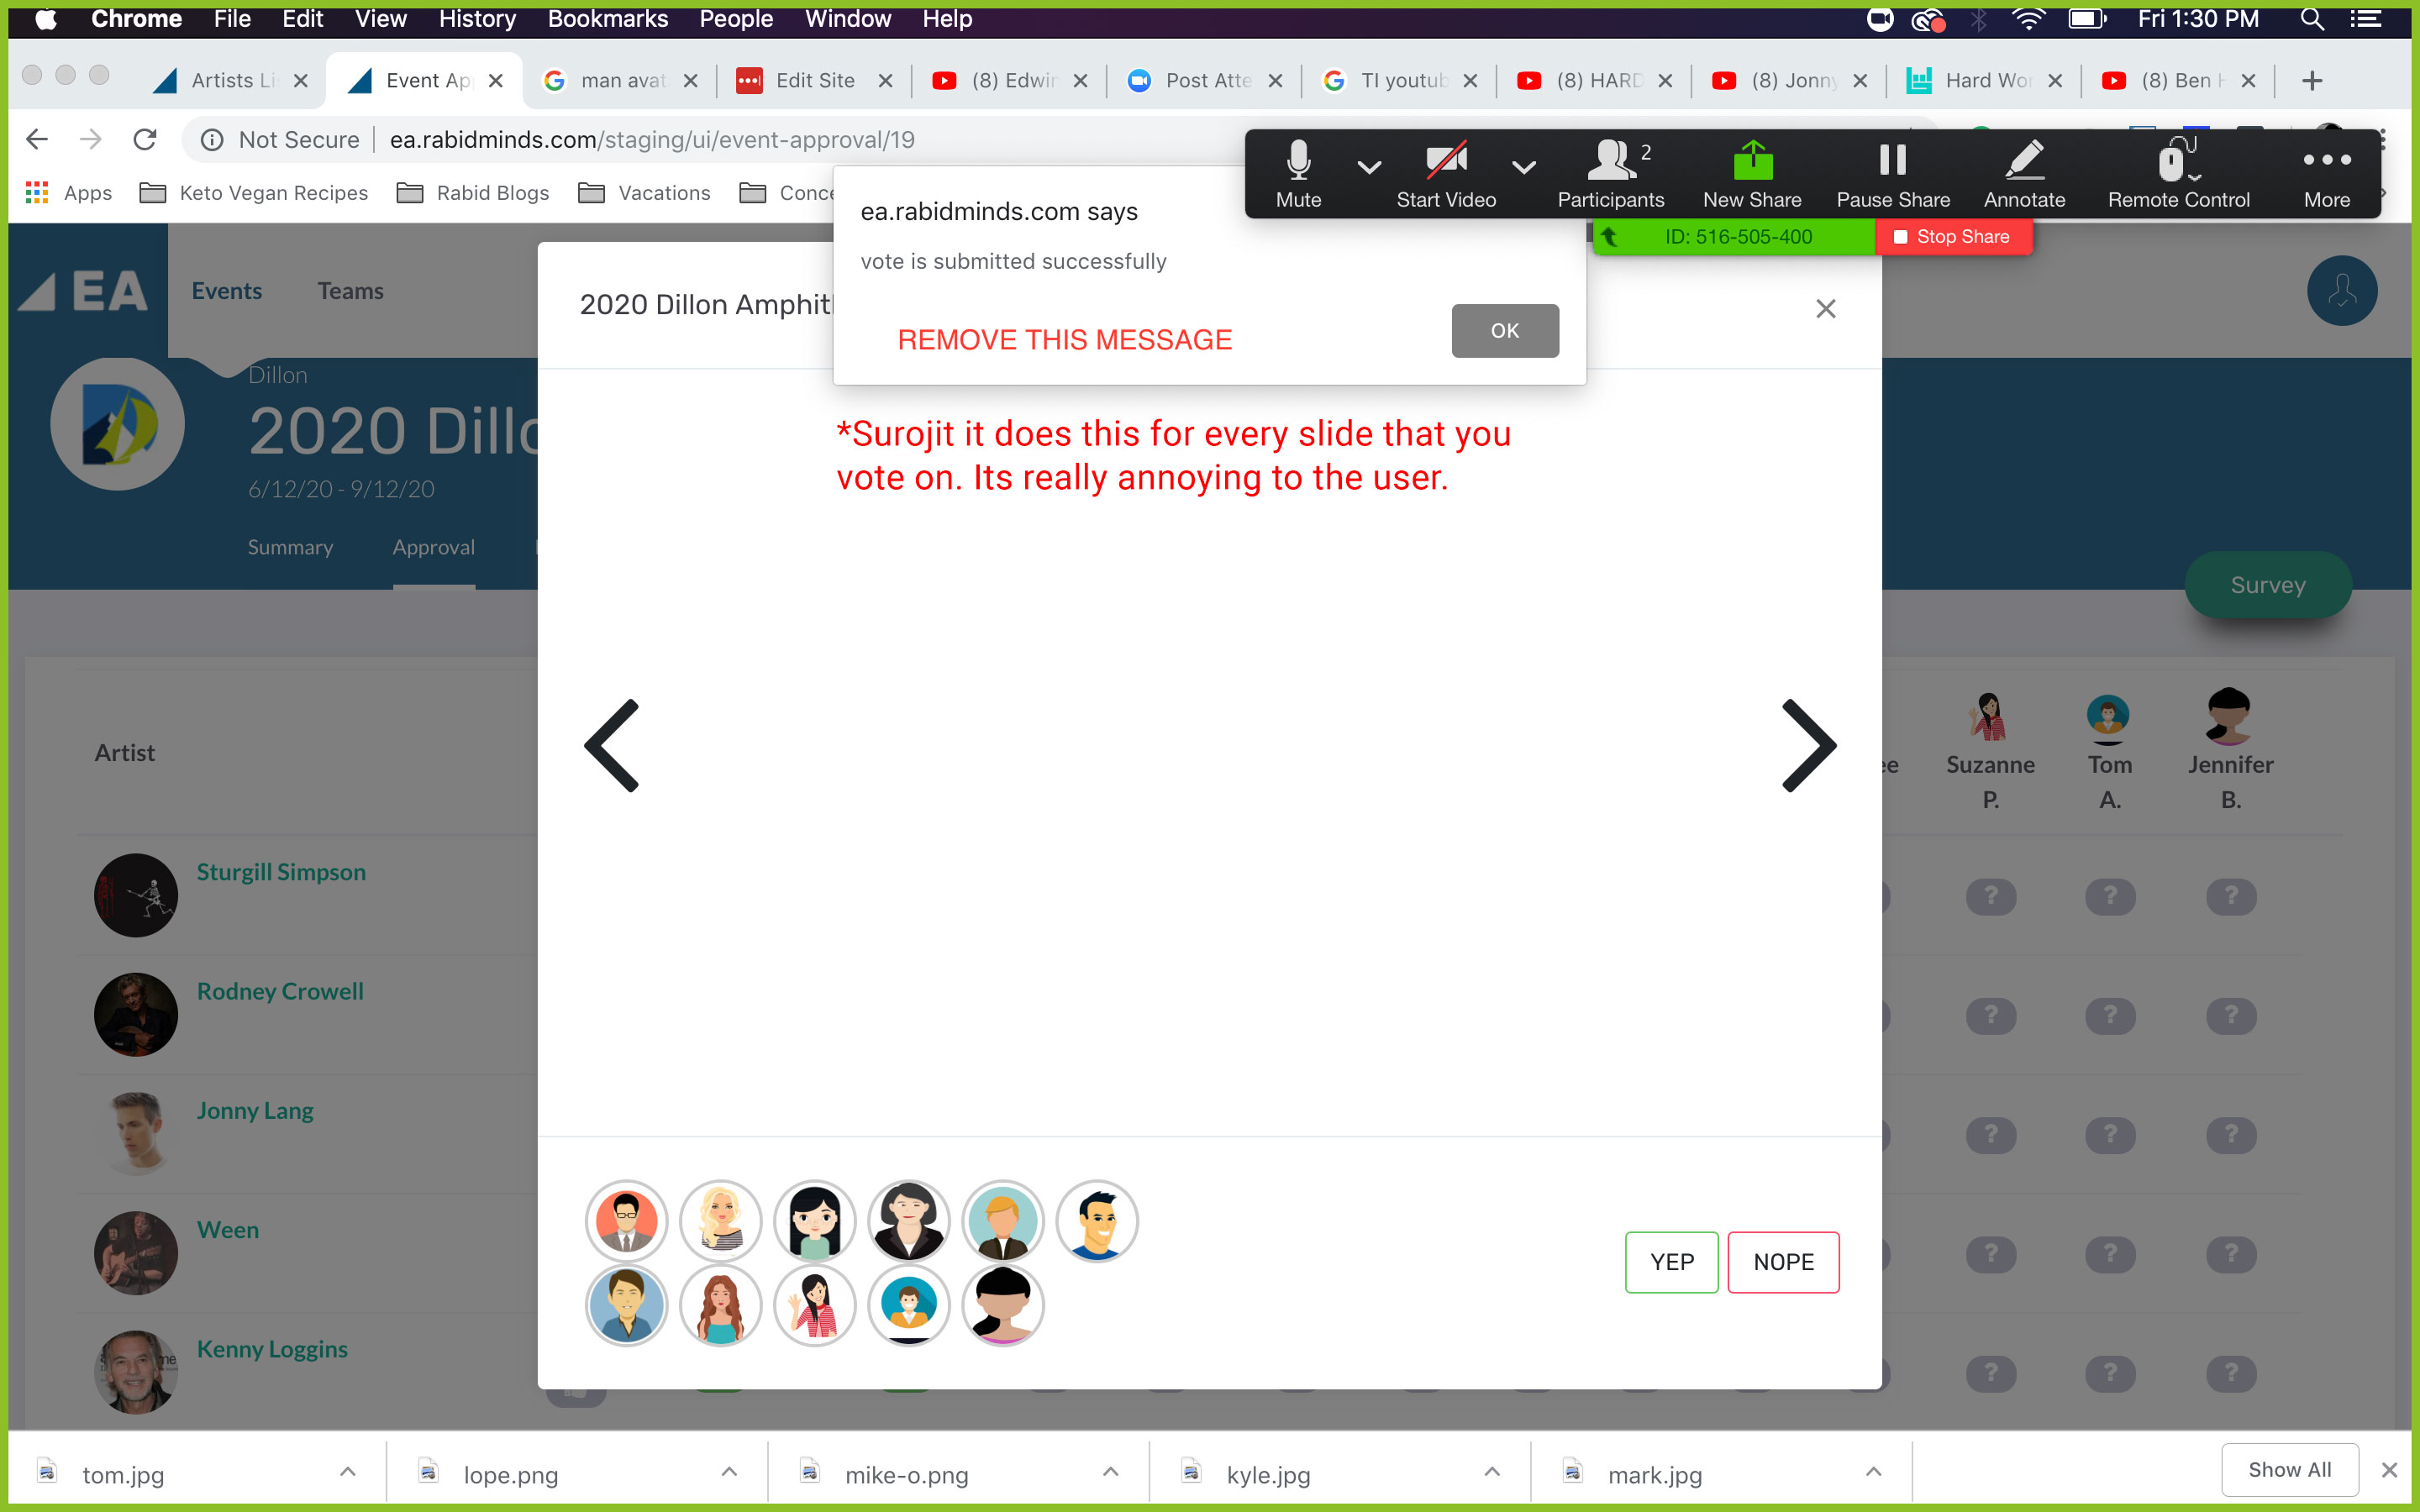 Chrome File Edit View History Bookmarks People Window Help Fri 1:30 PM
Artists Li Event Ap man avat Edit Site (8) Edwin Post Atte TI youtub (8) HARD (8) Jonny Hard Wor (8) Ben H
Not Secure ea.rabidminds.com/staging/ui/event-approval/19
Apps Keto Vegan Recipes Rabid Blogs Vacations Conce
Mute Start Video Participants 2 New Share Pause Share Annotate Remote Control More
ID: 516-505-400 Stop Share
ea.rabidminds.com says
vote is submitted successfully
REMOVE THIS MESSAGE
OK
EA Events Teams
2020 Dillon Amphit
Dillon
2020 Dillo
6/12/20 - 9/12/20
Summary Approval
*Surojit it does this for every slide that you
vote on. Its really annoying to the user.
Survey
Artist
ee Suzanne P. Tom A. Jennifer B.
Sturgill Simpson ? ? ?
Rodney Crowell ? ? ?
Jonny Lang ? ? ?
Ween ? ? ?
Kenny Loggins ? ? ?
YEP NOPE
tom.jpg lope.png mike-o.png kyle.jpg mark.jpg Show All